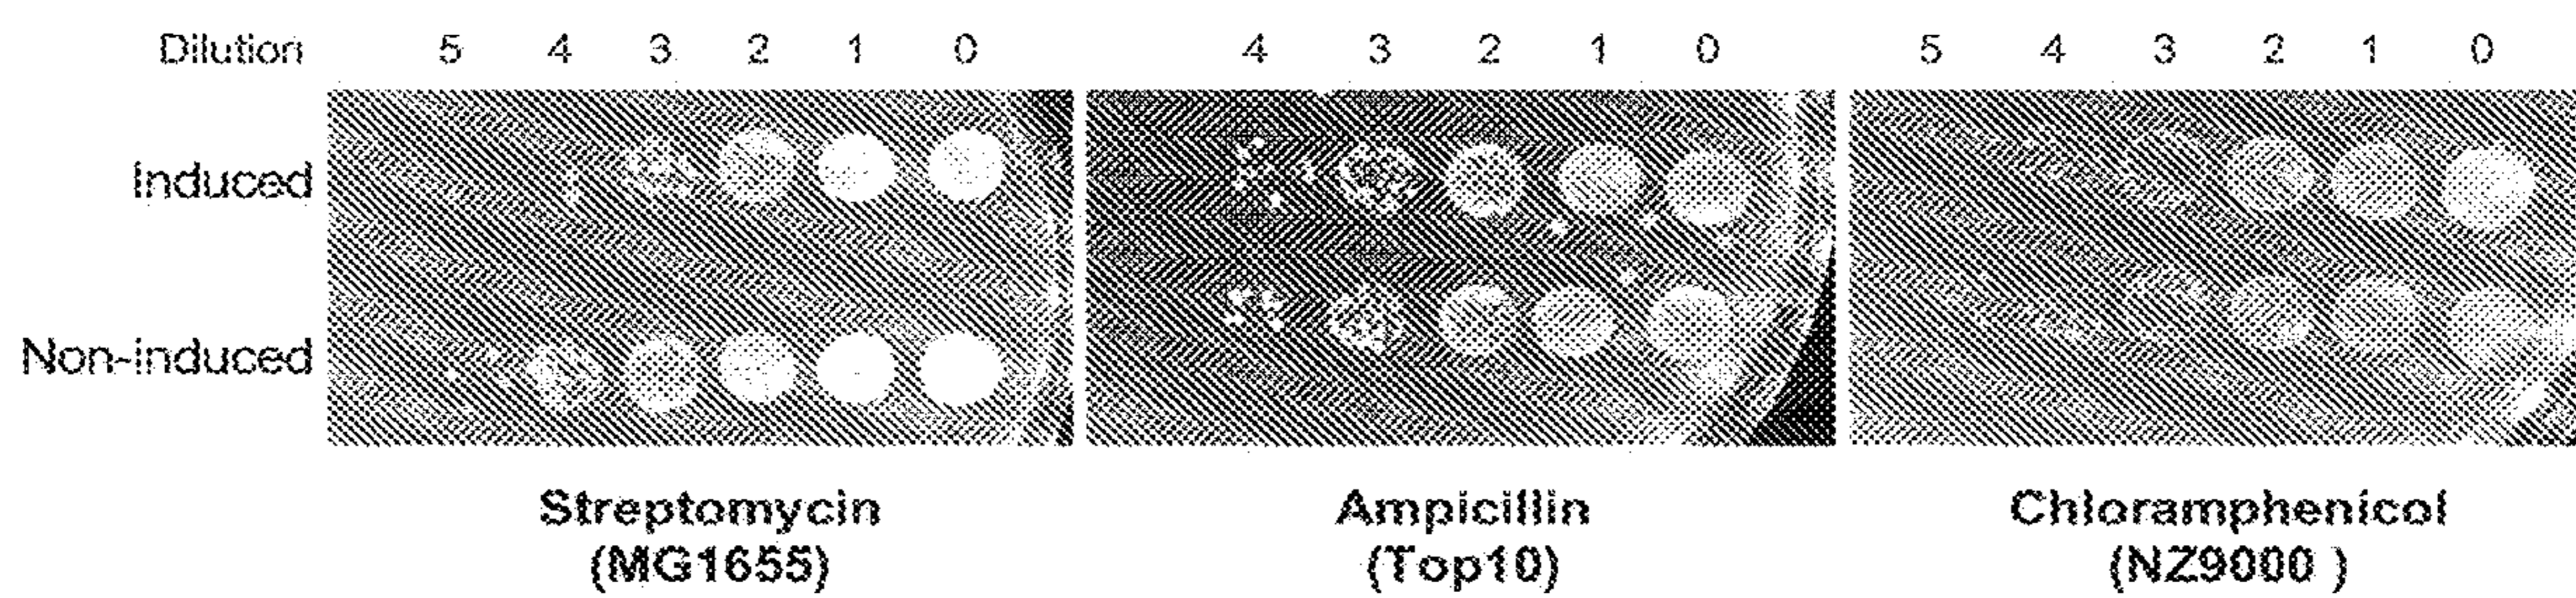 Dilution 5 4 3 2 1 0 4 3 2 1 0 5 4 3 2 1 0
Induced
Non-induced
Streptomycin Ampicillin Chloramphenicol
(MG1655) (Top10) (NZ9000 )